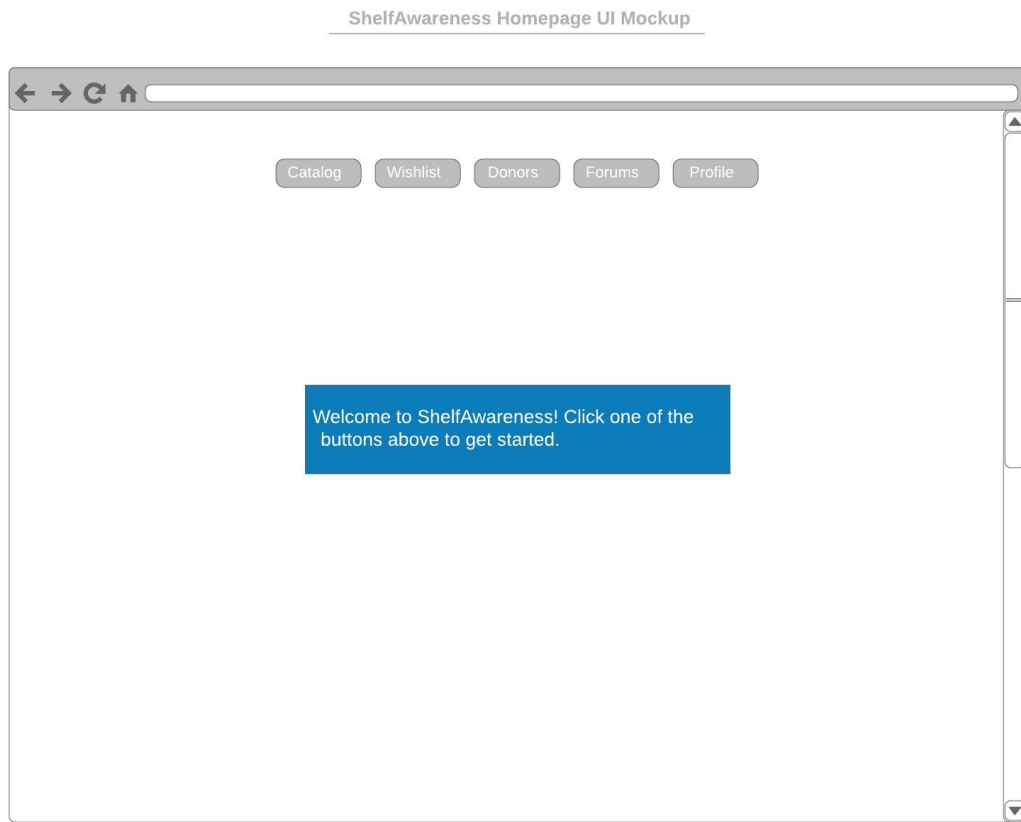 ShelfAwareness Homepage UI Mockup
Catalog Wishlist Donors Forums Profile
Welcome to ShelfAwareness! Click one of the
buttons above to get started.